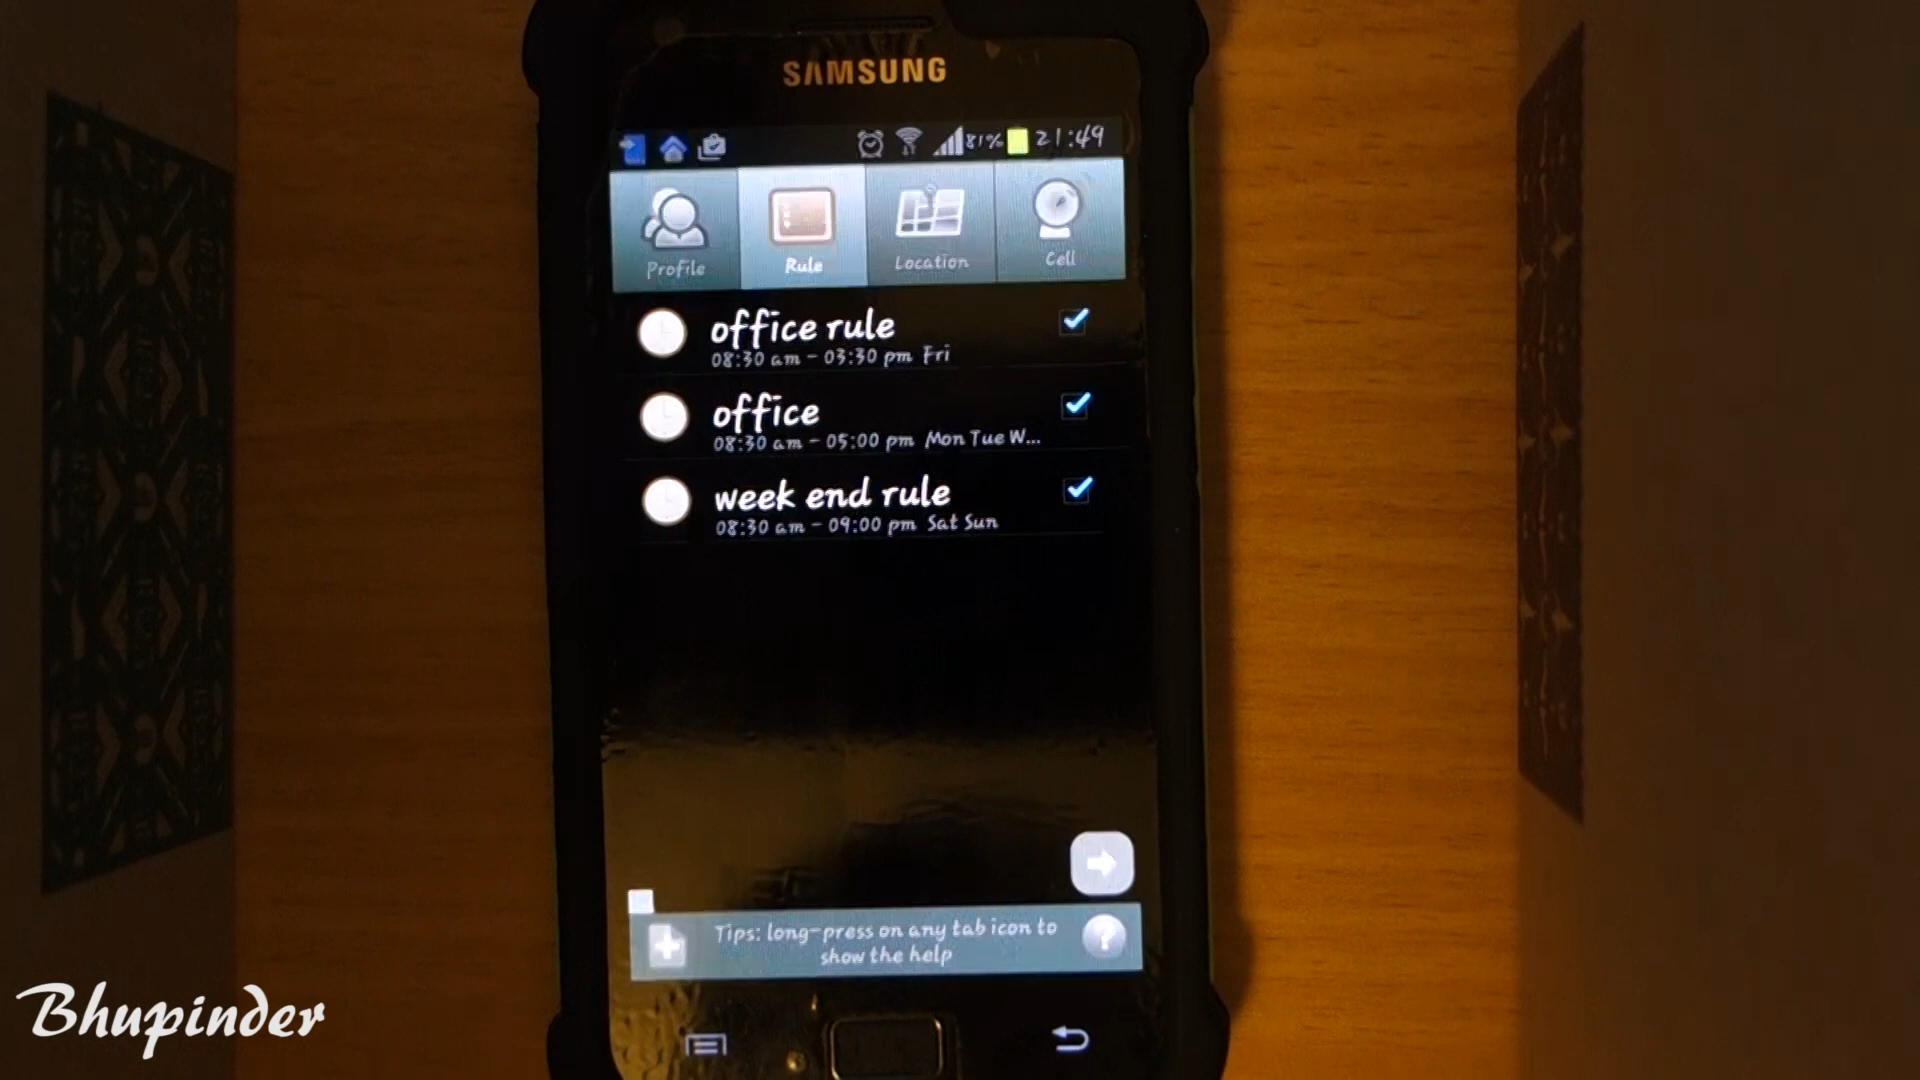 SAMSUNG
81% 21:49
Profile Rule Location Cell
office rule
08:30 am - 03:30 pm Fri
office
08:30 am - 05:00 pm Mon Tue W...
week end rule
08:30 am - 09:00 pm Sat Sun
Tips: long-press on any tab icon to
show the help
?
Bhupinder